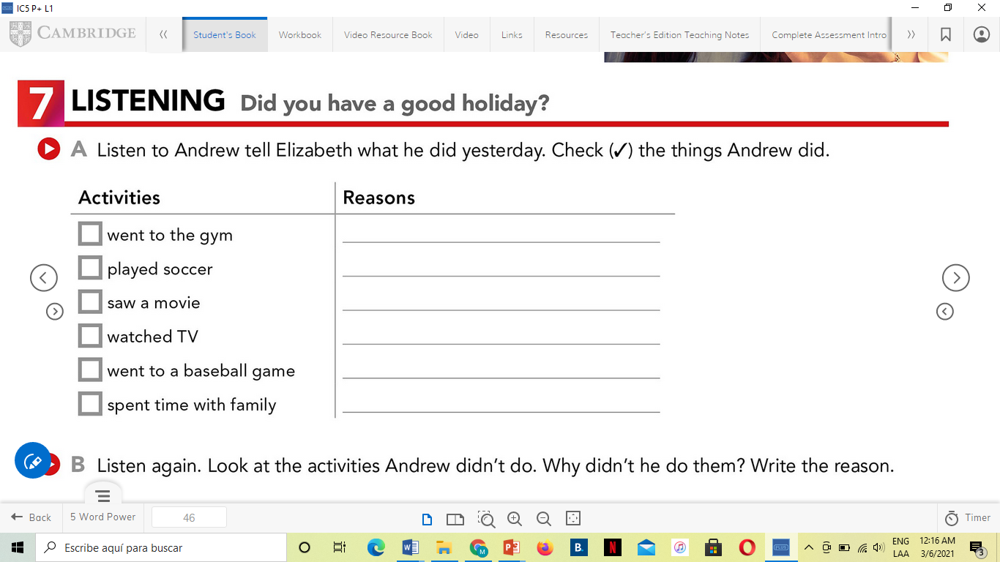 IC5 P+ L1
CAMBRIDGE
Student's Book
Workbook
Video Resource Book
Video
Links
Resources
Teacher's Edition Teaching Notes
Complete Assessment Intro
7 LISTENING Did you have a good holiday?
A Listen to Andrew tell Elizabeth what he did yesterday. Check (✓) the things Andrew did.
Activities Reasons
went to the gym
played soccer
saw a movie
watched TV
went to a baseball game
spent time with family
B Listen again. Look at the activities Andrew didn't do. Why didn't he do them? Write the reason.
Back 5 Word Power 46 Timer
Escribe aquí para buscar
W
M
P
B.
N
PLUS
ENG 12:16 AM
LAA 3/6/2021
3